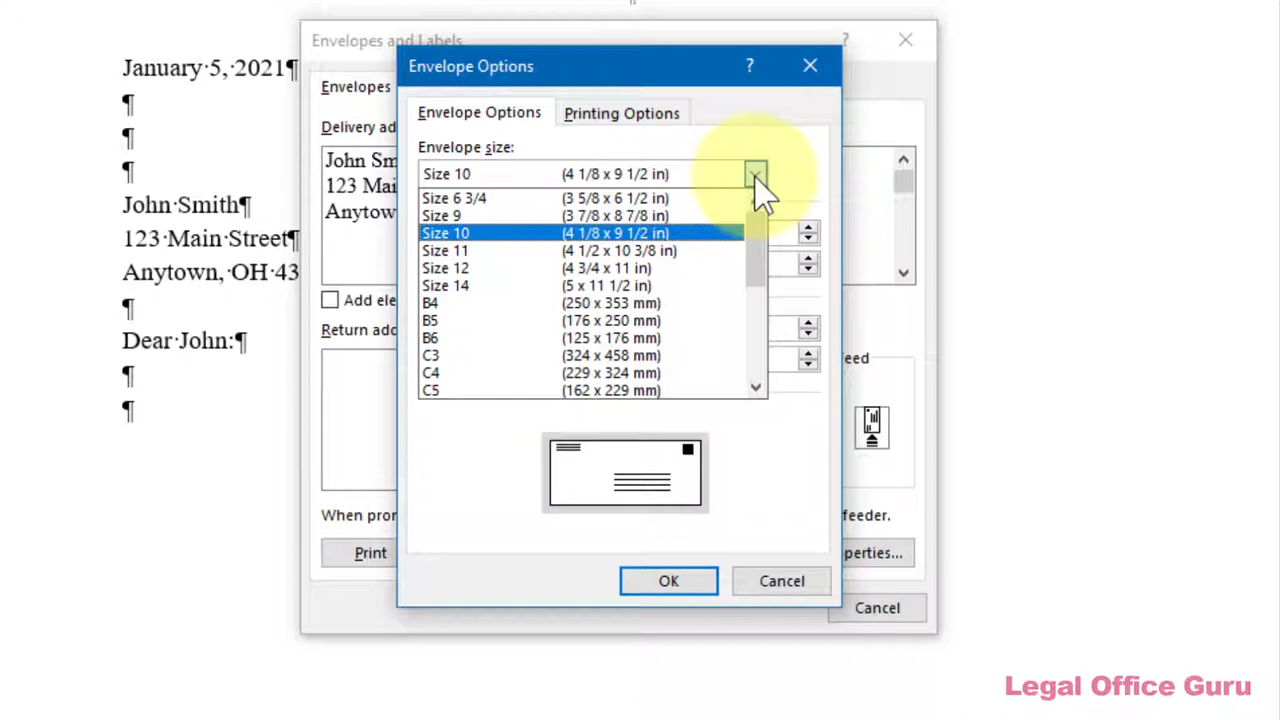 Envelopes and Labels
?
January·5,·2021¶
¶
¶
¶
John·Smith¶
123·Main·Street¶
Anytown,·OH·43
¶
Dear·John:¶
¶
¶
Envelopes
Delivery ad
John Sm
123 Mai
Anytow
Add ele
Return add
When pron
Print
Envelope Options
?
Envelope Options
Printing Options
Envelope size:
Size 10 (4 1/8 x 9 1/2 in)
Size 6 3/4 (3 5/8 x 6 1/2 in)
Size 9 (3 7/8 x 8 7/8 in)
Size 10 (4 1/8 x 9 1/2 in)
Size 11 (4 1/2 x 10 3/8 in)
Size 12 (4 3/4 x 11 in)
Size 14 (5 x 11 1/2 in)
B4 (250 x 353 mm)
B5 (176 x 250 mm)
B6 (125 x 176 mm)
C3 (324 x 458 mm)
C4 (229 x 324 mm)
C5 (162 x 229 mm)
OK
Cancel
eed
feeder.
operties...
Cancel
Legal Office Guru